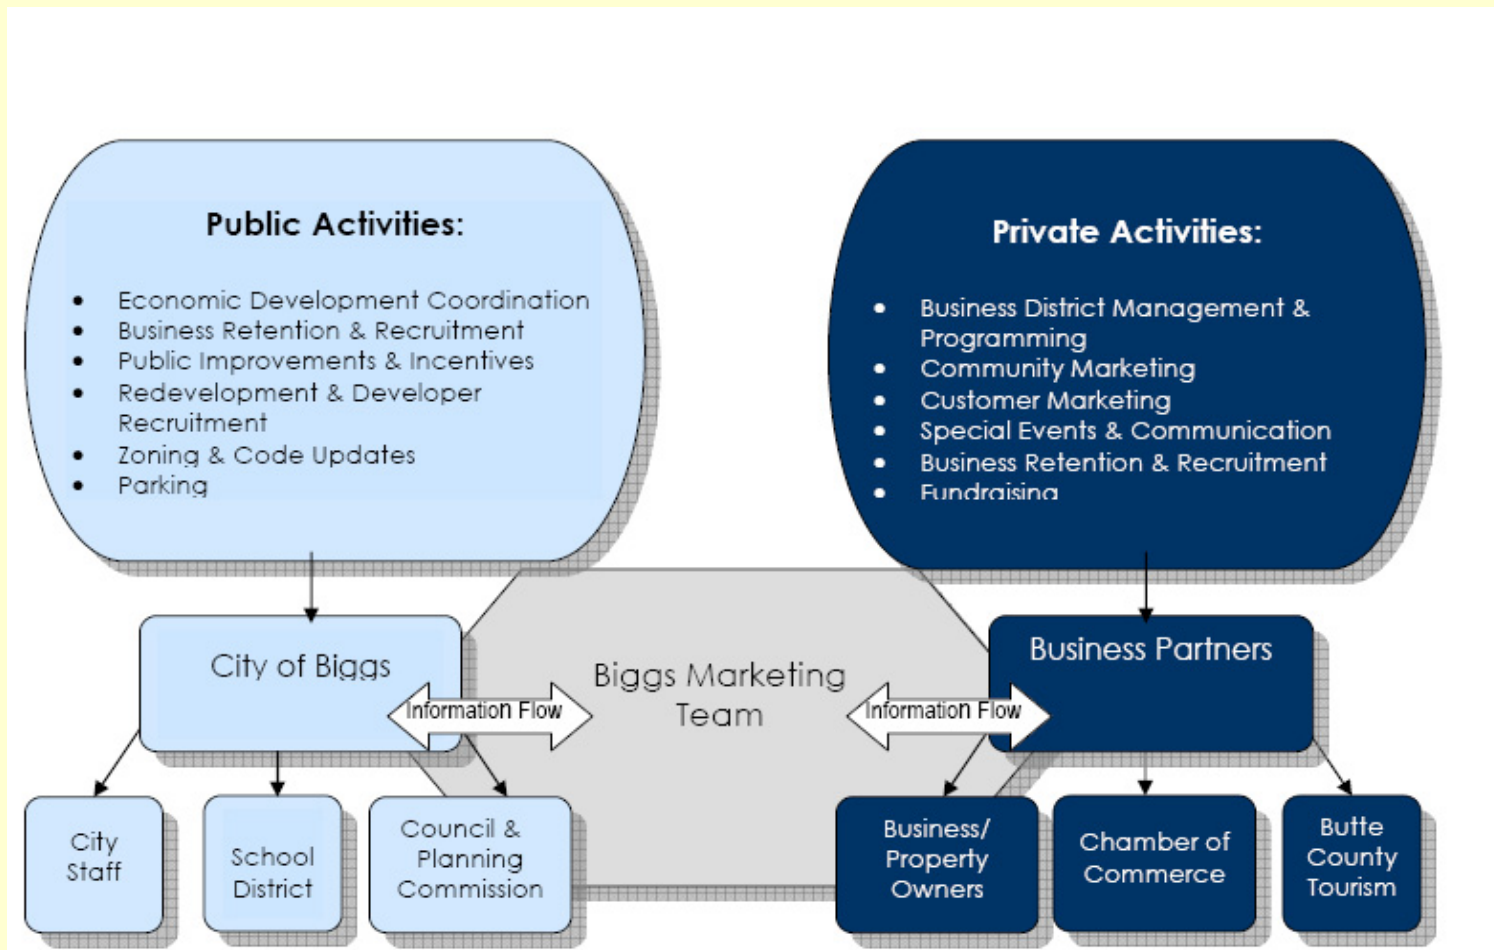 Public Activities:
• Economic Development Coordination
• Business Retention & Recruitment
• Public Improvements & Incentives
• Redevelopment & Developer
Recruitment
• Zoning & Code Updates
• Parking
Private Activities:
• Business District Management &
Programming
• Community Marketing
• Customer Marketing
• Special Events & Communication
• Business Retention & Recruitment
• Fundraising
City of Biggs
Information Flow
Biggs Marketing
Team
Information Flow
Business Partners
City
Staff
School
District
Council &
Planning
Commission
Business/
Property
Owners
Chamber of
Commerce
Butte
County
Tourism